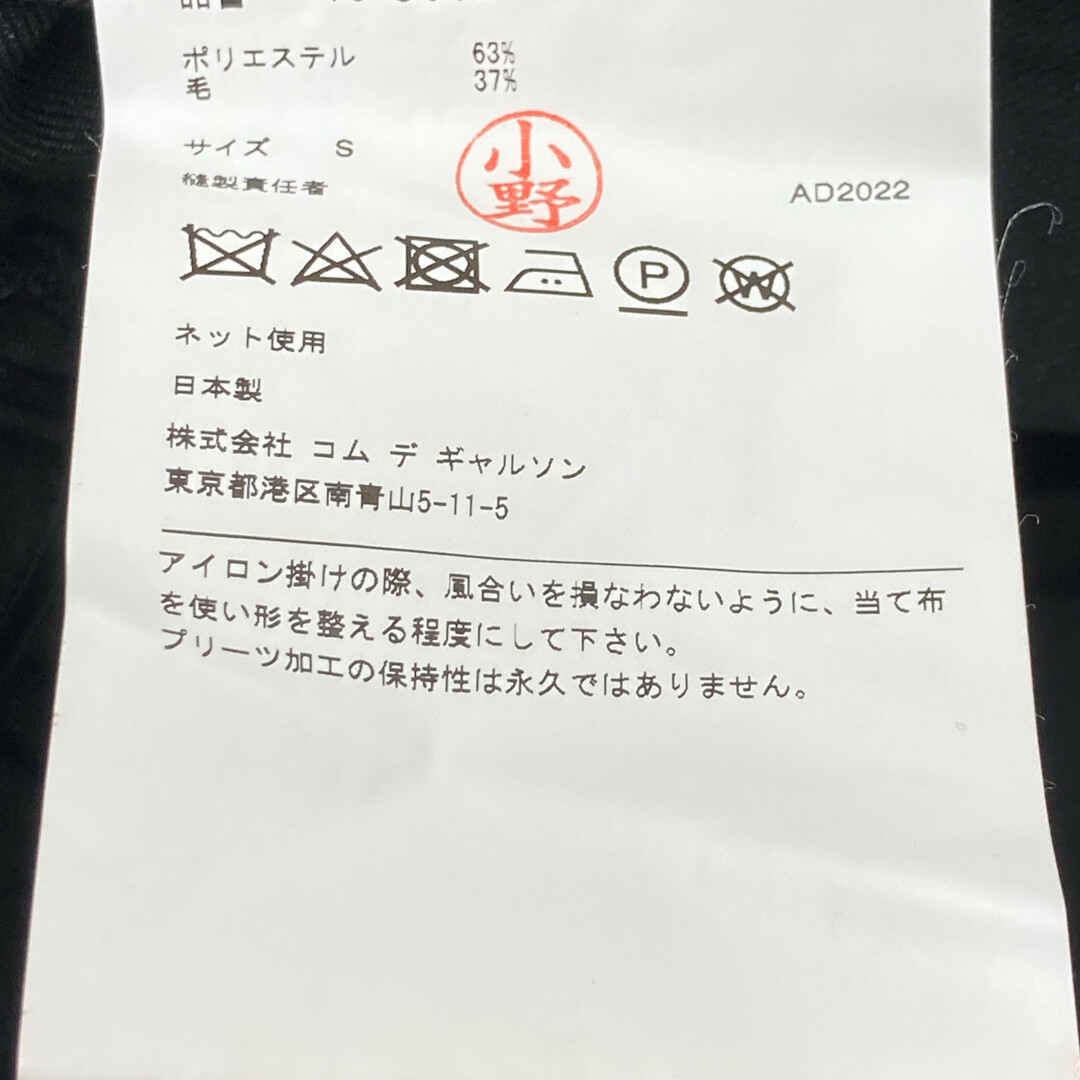 品番
ポリエステル 63%
毛 37%
サイズ S
縫製責任者
小野
AD2022
P
W
ネット使用
日本製
株式会社 コム デ ギャルソン
東京都港区南青山5-11-5
アイロン掛けの際、風合いを損なわないように、当て布
を使い形を整える程度にして下さい。
プリーツ加工の保持性は永久ではありません。